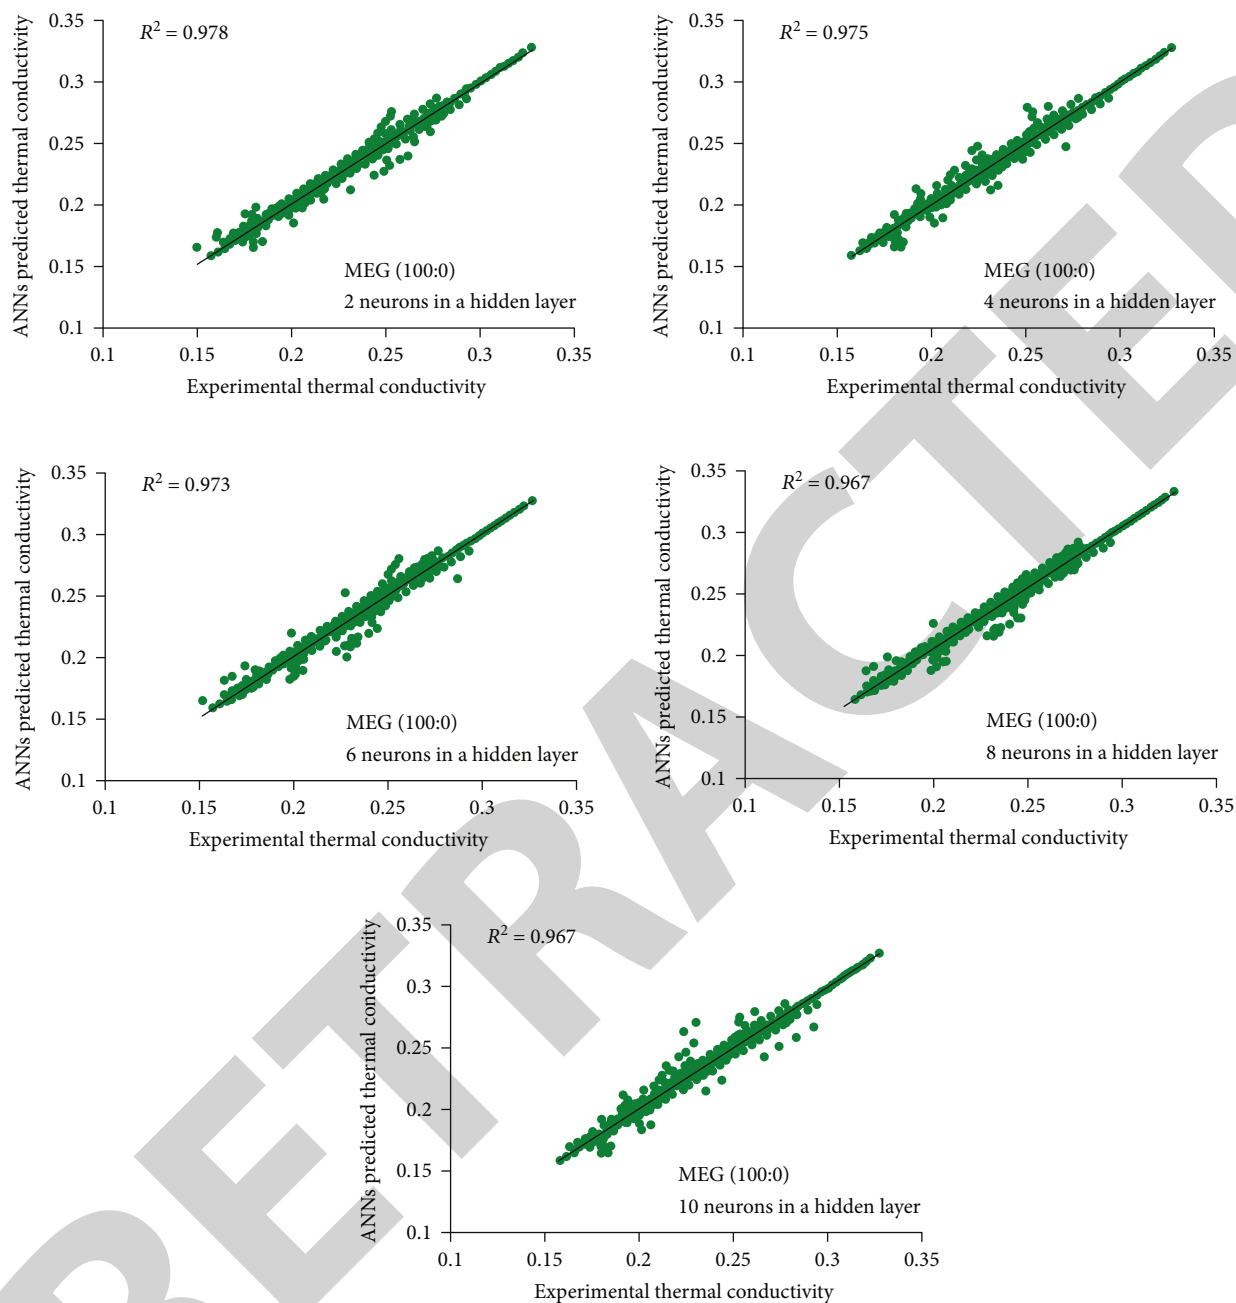 ANNs predicted thermal conductivity
0.35
0.3
0.25
0.2
0.15
0.1
R² = 0.978
MEG (100:0)
2 neurons in a hidden layer
0.1 0.15 0.2 0.25 0.3 0.35
Experimental thermal conductivity
ANNs predicted thermal conductivity
0.35
0.3
0.25
0.2
0.15
0.1
R² = 0.975
MEG (100:0)
4 neurons in a hidden layer
0.1 0.15 0.2 0.25 0.3 0.35
Experimental thermal conductivity
ANNs predicted thermal conductivity
0.35
0.3
0.25
0.2
0.15
0.1
R² = 0.973
MEG (100:0)
6 neurons in a hidden layer
0.1 0.15 0.2 0.25 0.3 0.35
Experimental thermal conductivity
ANNs predicted thermal conductivity
0.35
0.3
0.25
0.2
0.15
0.1
R² = 0.967
MEG (100:0)
8 neurons in a hidden layer
0.1 0.15 0.2 0.25 0.3 0.35
Experimental thermal conductivity
ANNs predicted thermal conductivity
0.35
0.3
0.25
0.2
0.15
0.1
R² = 0.967
MEG (100:0)
10 neurons in a hidden layer
0.1 0.15 0.2 0.25 0.3 0.35
Experimental thermal conductivity
RETRACTED